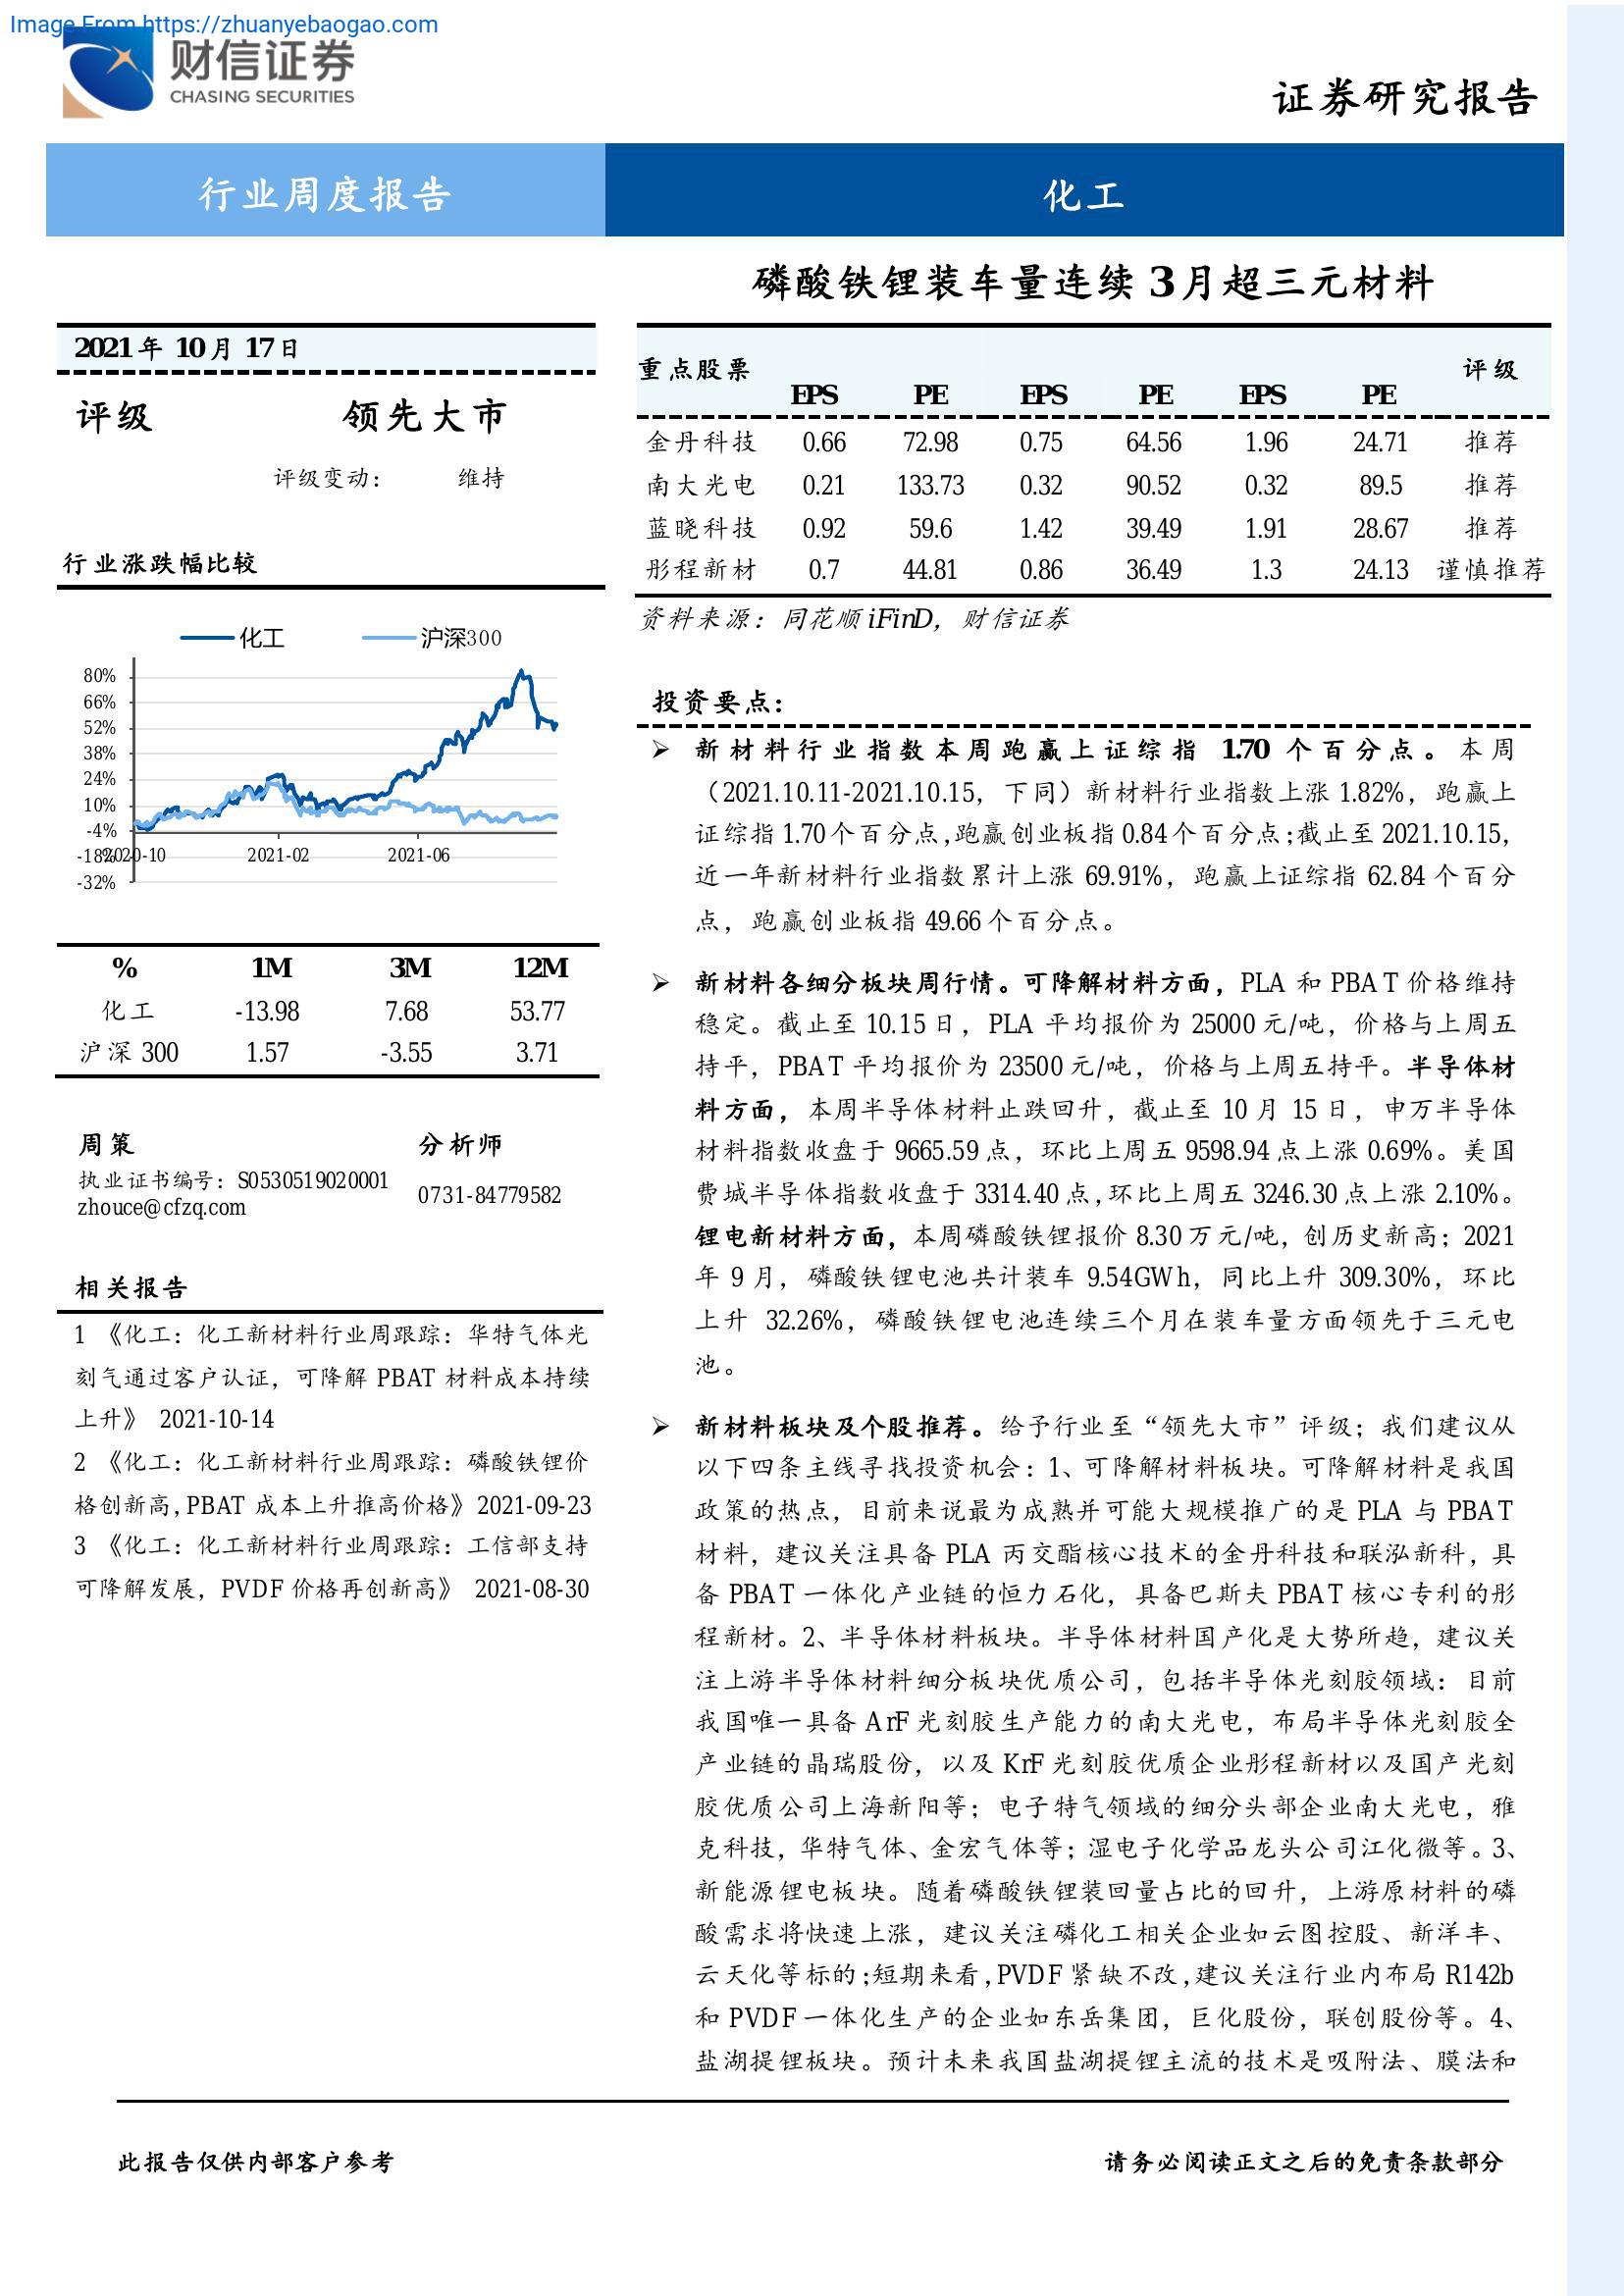 Image From https://zhuanyebaogao.com
财信证券
CHASING SECURITIES
证券研究报告
行业周度报告
化工
磷酸铁锂装车量连续 3 月超三元材料
2021 年 10 月 17 日
评级 领先大市
评级变动： 维持
行业涨跌幅比较
化工 沪深300
80%
66%
52%
38%
24%
10%
-4%
-18%
-32%
2020-10 2021-02 2021-06
% 1M 3M 12M
化工 -13.98 7.68 53.77
沪深 300 1.57 -3.55 3.71
周策 分析师
执业证书编号：S0530519020001 0731-84779582
zhouce@cfzq.com
相关报告
1 《化工：化工新材料行业周跟踪：华特气体光
刻气通过客户认证，可降解 PBAT 材料成本持续
上升》 2021-10-14
2 《化工：化工新材料行业周跟踪：磷酸铁锂价
格创新高，PBAT 成本上升推高价格》 2021-09-23
3 《化工：化工新材料行业周跟踪：工信部支持
可降解发展，PVDF 价格再创新高》 2021-08-30
重点股票 EPS PE EPS PE EPS PE 评级
金丹科技 0.66 72.98 0.75 64.56 1.96 24.71 推荐
南大光电 0.21 133.73 0.32 90.52 0.32 89.5 推荐
蓝晓科技 0.92 59.6 1.42 39.49 1.91 28.67 推荐
彤程新材 0.7 44.81 0.86 36.49 1.3 24.13 谨慎推荐
资料来源：同花顺 iFinD，财信证券
投资要点：
➢ 新材料行业指数本周跑赢上证综指 1.70 个百分点。本周
（2021.10.11-2021.10.15，下同）新材料行业指数上涨 1.82%，跑赢上
证综指 1.70 个百分点，跑赢创业板指 0.84 个百分点；截止至 2021.10.15，
近一年新材料行业指数累计上涨 69.91%，跑赢上证综指 62.84 个百分
点，跑赢创业板指 49.66 个百分点。
➢ 新材料各细分板块周行情。可降解材料方面，PLA 和 PBAT 价格维持
稳定。截止至 10.15 日，PLA 平均报价为 25000 元/吨，价格与上周五
持平，PBAT 平均报价为 23500 元/吨，价格与上周五持平。半导体材
料方面，本周半导体材料止跌回升，截止至 10 月 15 日，申万半导体
材料指数收盘于 9665.59 点，环比上周五 9598.94 点上涨 0.69%。美国
费城半导体指数收盘于 3314.40 点，环比上周五 3246.30 点上涨 2.10%。
锂电新材料方面，本周磷酸铁锂报价 8.30 万元/吨，创历史新高；2021
年 9 月，磷酸铁锂电池共计装车 9.54GWh，同比上升 309.30%，环比
上升 32.26%，磷酸铁锂电池连续三个月在装车量方面领先于三元电
池。
➢ 新材料板块及个股推荐。给予行业至“领先大市”评级；我们建议从
以下四条主线寻找投资机会：1、可降解材料板块。可降解材料是我国
政策的热点，目前来说最为成熟并可能大规模推广的是 PLA 与 PBAT
材料，建议关注具备 PLA 丙交酯核心技术的金丹科技和联泓新科，具
备 PBAT 一体化产业链的恒力石化，具备巴斯夫 PBAT 核心专利的彤
程新材。2、半导体材料板块。半导体材料国产化是大势所趋，建议关
注上游半导体材料细分板块优质公司，包括半导体光刻胶领域：目前
我国唯一具备 ArF 光刻胶生产能力的南大光电，布局半导体光刻胶全
产业链的晶瑞股份，以及 KrF 光刻胶优质企业彤程新材以及国产光刻
胶优质公司上海新阳等；电子特气领域的细分头部企业南大光电，雅
克科技，华特气体、金宏气体等；湿电子化学品龙头公司江化微等。3、
新能源锂电板块。随着磷酸铁锂装回量占比的回升，上游原材料的磷
酸需求将快速上涨，建议关注磷化工相关企业如云图控股、新洋丰、
云天化等标的；短期来看，PVDF 紧缺不改，建议关注行业内布局 R142b
和 PVDF 一体化生产的企业如东岳集团，巨化股份，联创股份等。4、
盐湖提锂板块。预计未来我国盐湖提锂主流的技术是吸附法、膜法和
此报告仅供内部客户参考
请务必阅读正文之后的免责条款部分